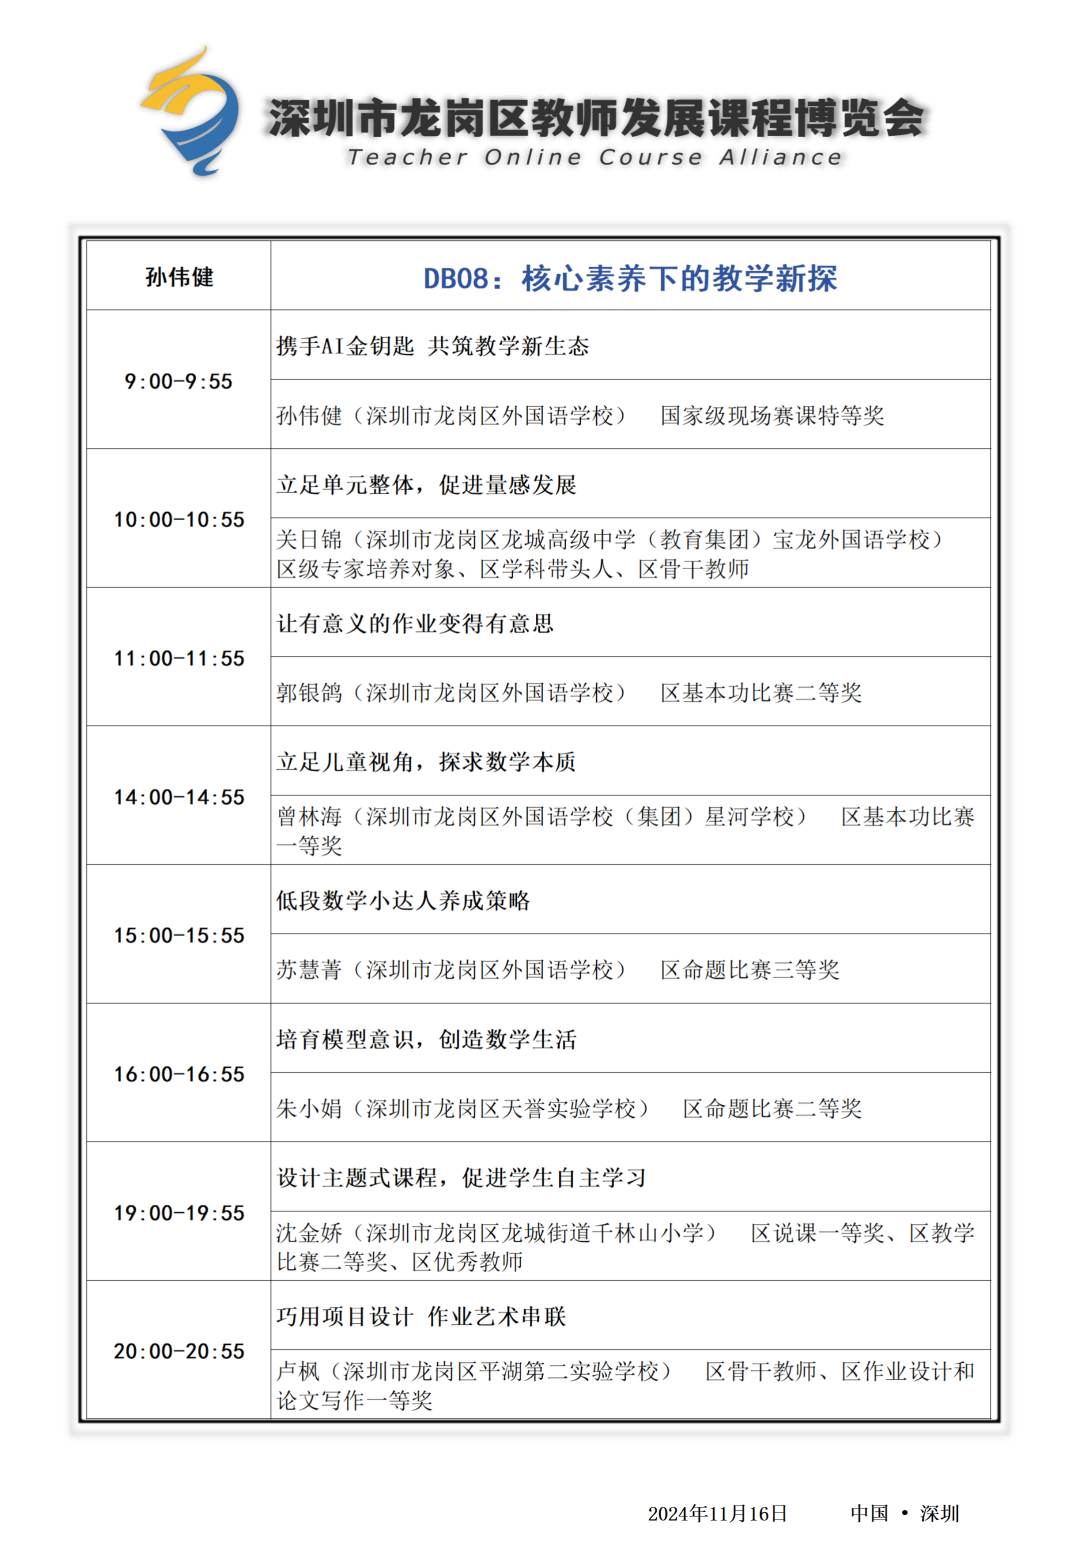 深圳市龙岗区教师发展课程博览会
Teacher Online Course Alliance
孙伟健
DB08：核心素养下的教学新探
9:00-9:55
携手AI金钥匙 共筑教学新生态
孙伟健（深圳市龙岗区外国语学校） 国家级现场赛课特等奖
10:00-10:55
立足单元整体，促进量感发展
关日锦（深圳市龙岗区龙城高级中学（教育集团）宝龙外国语学校）
区级专家培养对象、区学科带头人、区骨干教师
11:00-11:55
让有意义的作业变得有意思
郭银鸽（深圳市龙岗区外国语学校） 区基本功比赛二等奖
14:00-14:55
立足儿童视角，探求数学本质
曾林海（深圳市龙岗区外国语学校（集团）星河学校） 区基本功比赛
一等奖
15:00-15:55
低段数学小达人养成策略
苏慧菁（深圳市龙岗区外国语学校） 区命题比赛三等奖
16:00-16:55
培育模型意识，创造数学生活
朱小娟（深圳市龙岗区天誉实验学校） 区命题比赛二等奖
19:00-19:55
设计主题式课程，促进学生自主学习
沈金娇（深圳市龙岗区龙城街道千林山小学） 区说课一等奖、区教学
比赛二等奖、区优秀教师
20:00-20:55
巧用项目设计 作业艺术串联
卢枫（深圳市龙岗区平湖第二实验学校） 区骨干教师、区作业设计和
论文写作一等奖
2024年11月16日 中国 • 深圳